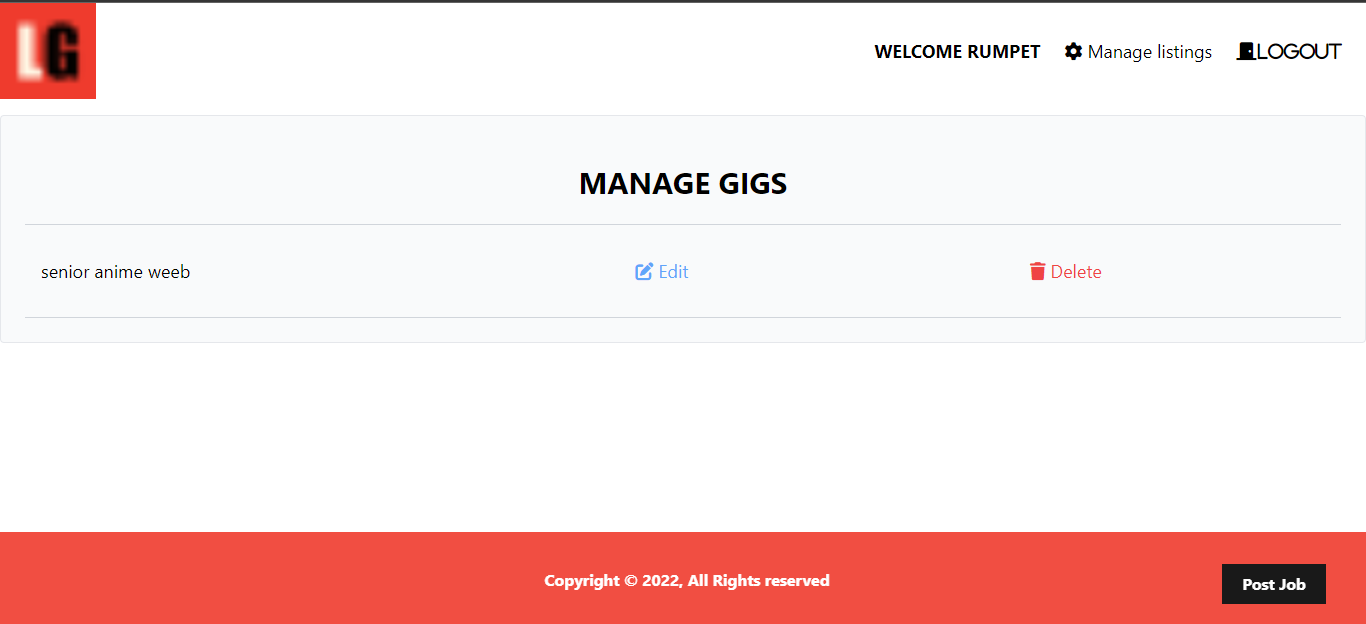 LG
WELCOME RUMPET Manage listings LOGOUT
MANAGE GIGS
senior anime weeb Edit Delete
Copyright © 2022, All Rights reserved
Post Job